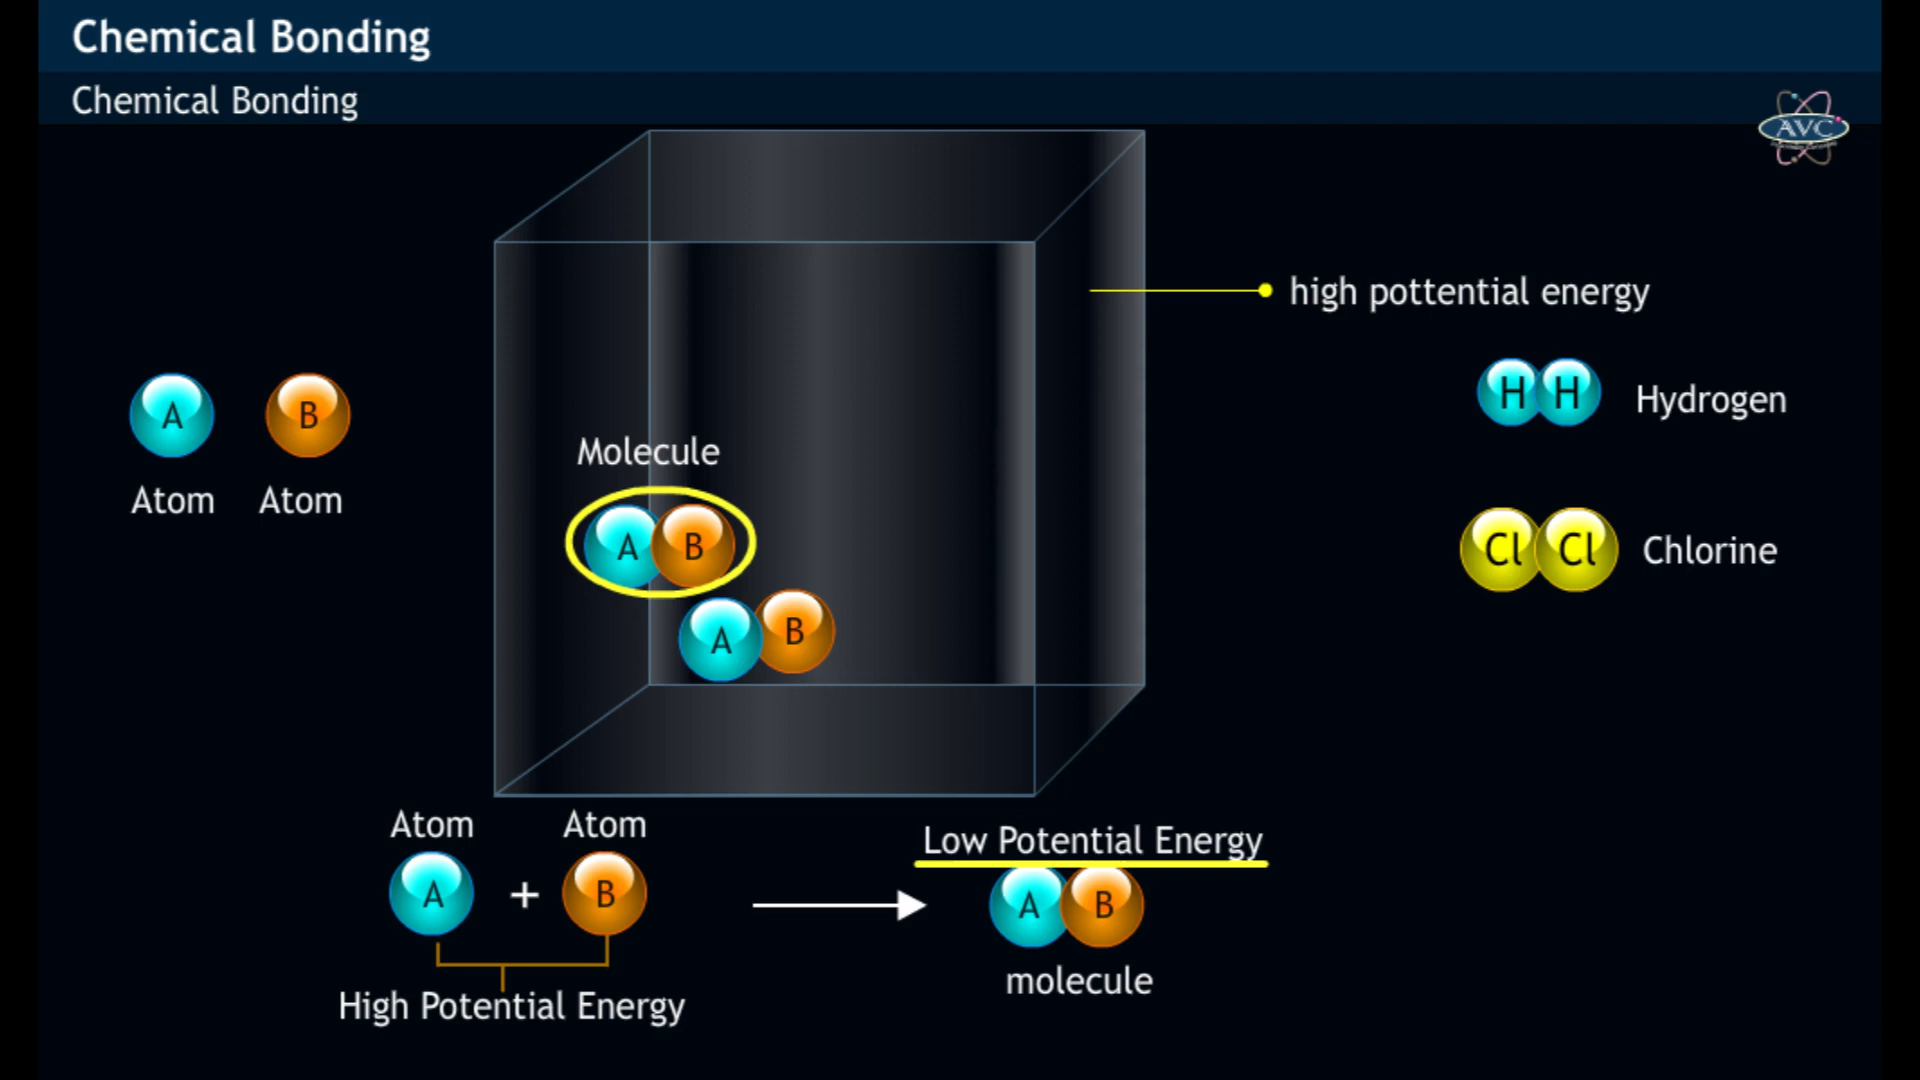 Chemical Bonding
Chemical Bonding
AVC
high pottential energy
H H Hydrogen
A B
Atom Atom
Molecule
A B
Cl Cl Chlorine
A B
Atom Atom
Low Potential Energy
A + B
A B
molecule
High Potential Energy